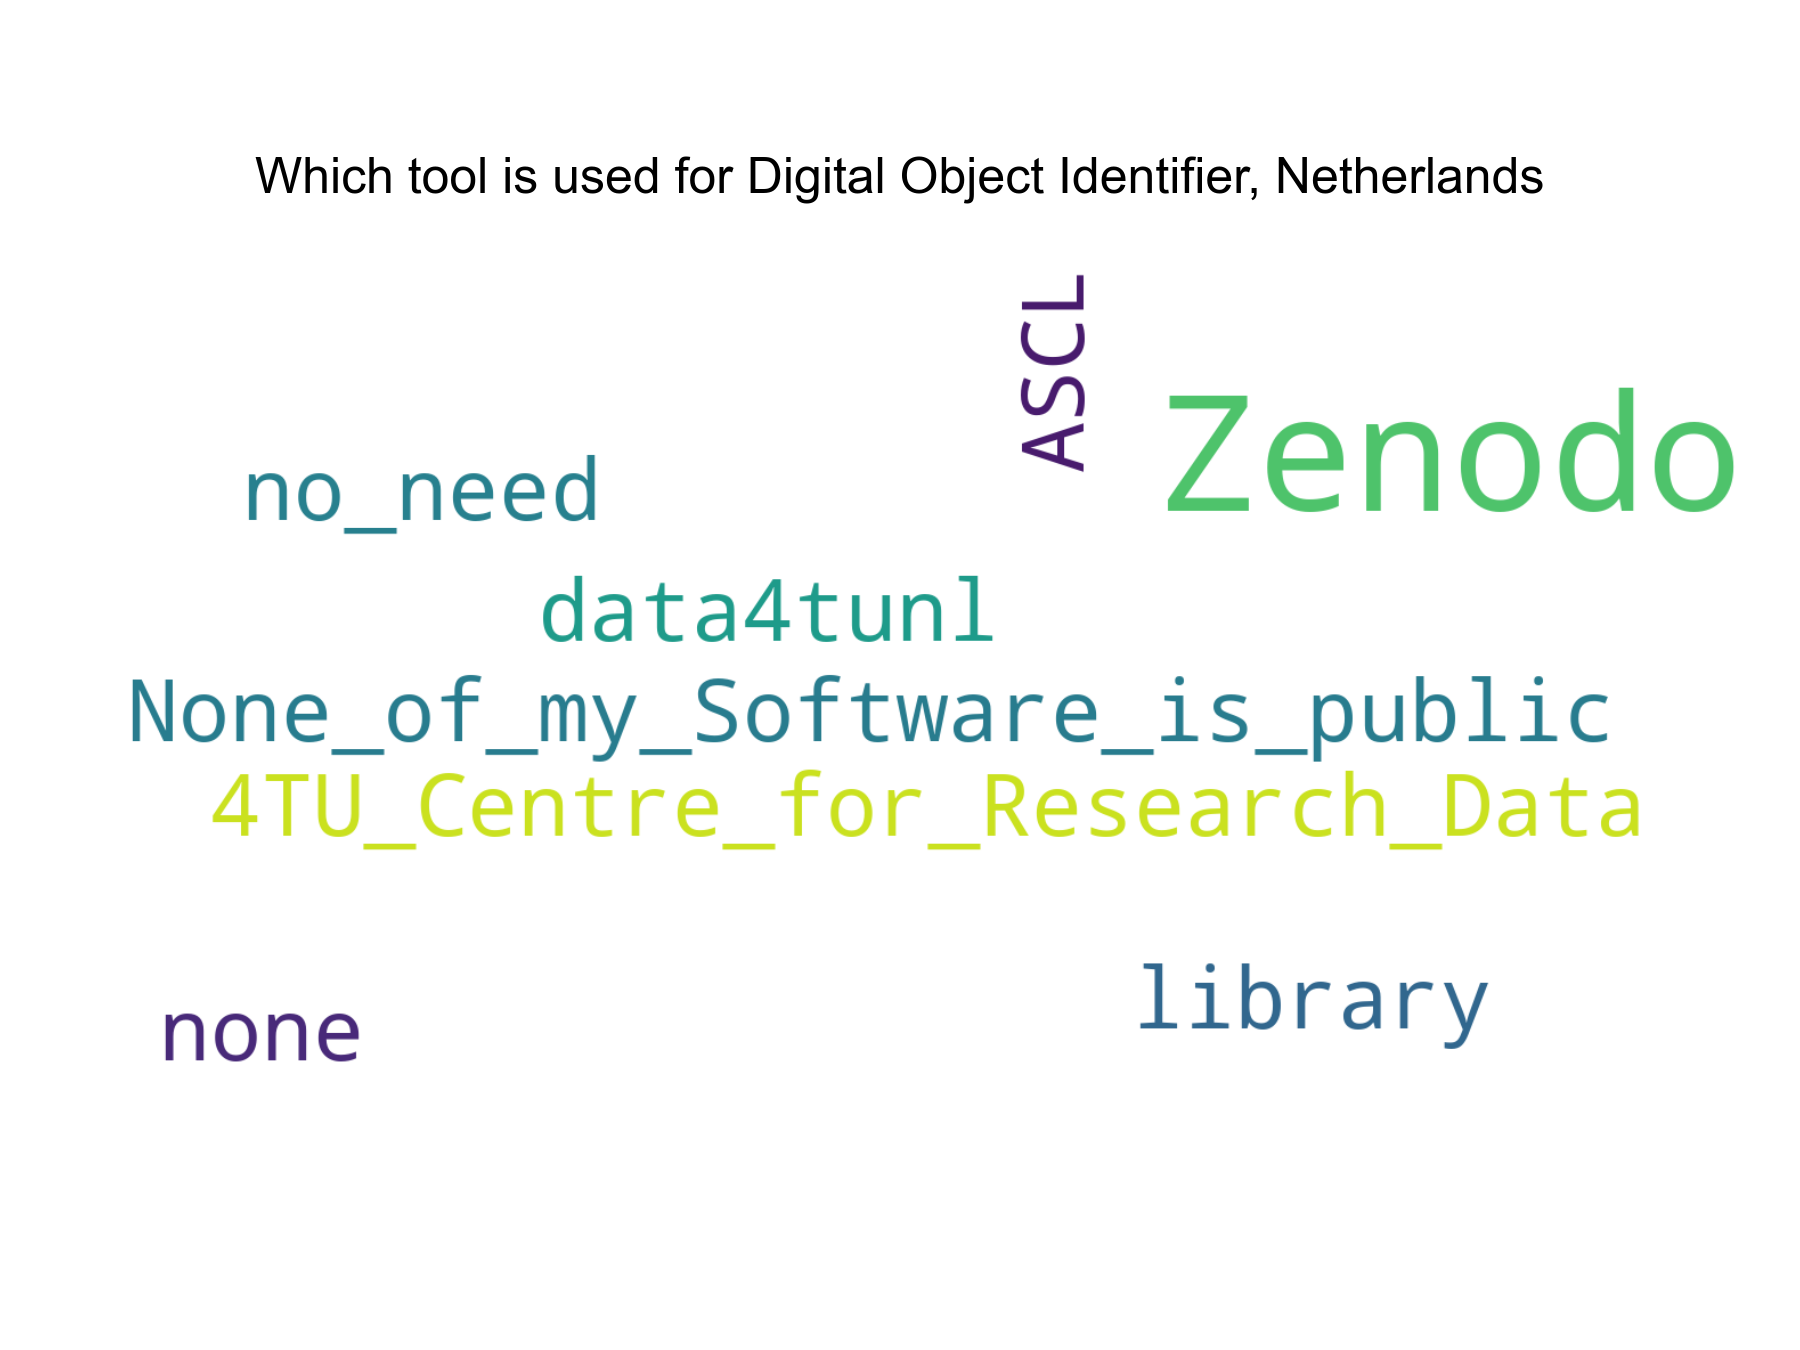 Which tool is used for Digital Object Identifier, Netherlands
ASCL
Zenodo
no_need
data4tunl
None_of_my_Software_is_public
4TU_Centre_for_Research_Data
library
none